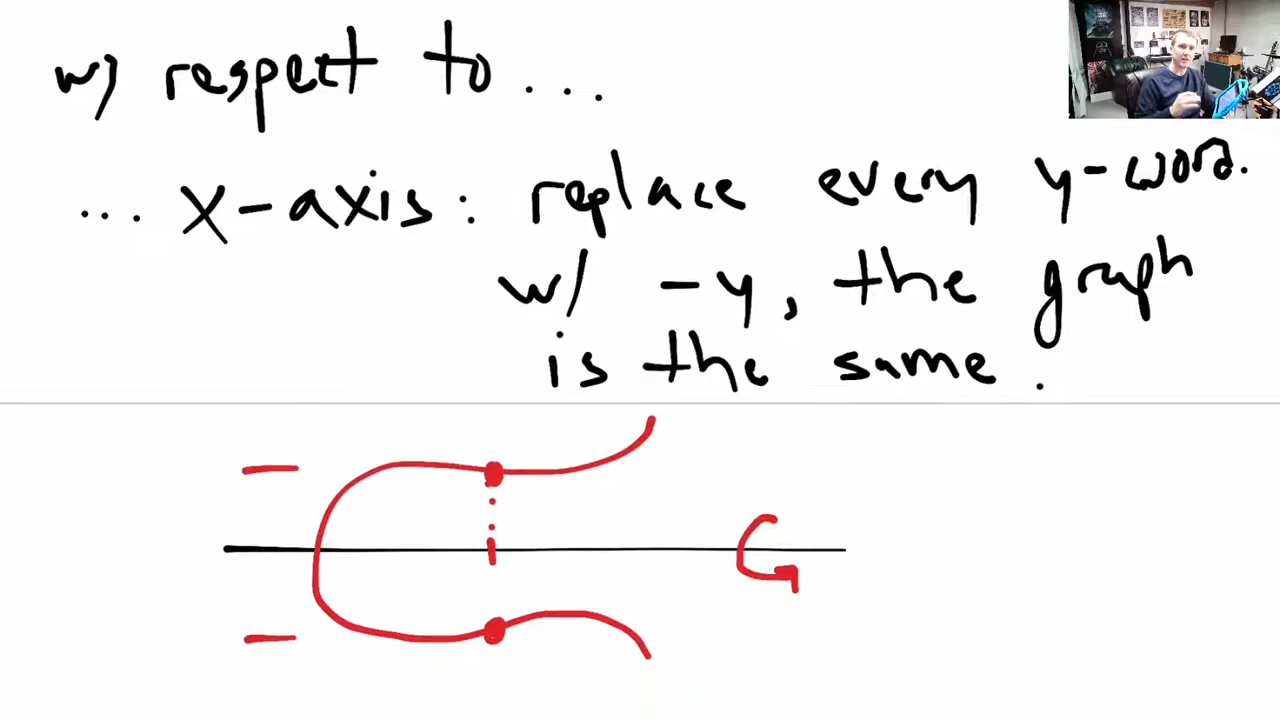 w/ respect to...
... x-axis: replace every y-word.
w/ -y, the graph
is the same.